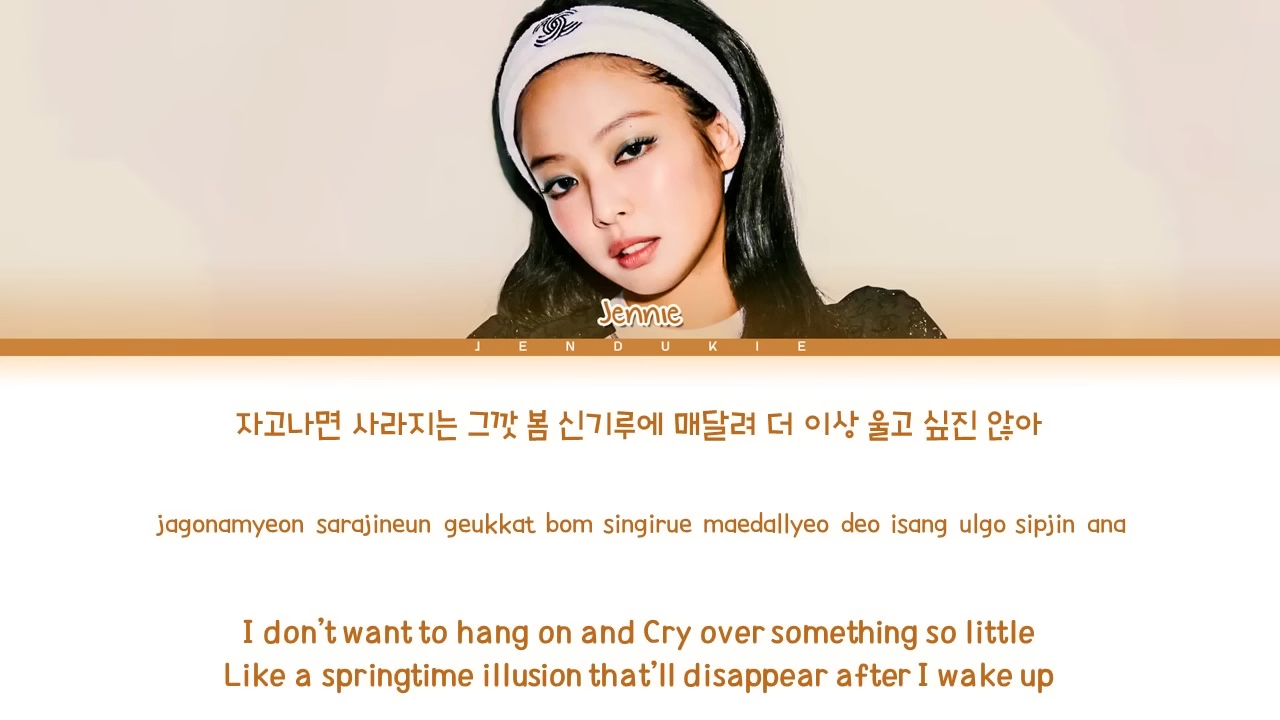 Jennie
JENDUKIE
자고나면 사라지는 그깟 봄 신기루에 매달려 더 이상 울고 싶진 않아
jagonamyeon sarajineun geukkat bom singirue maedallyeo deo isang ulgo sipjin ana
I don't want to hang on and Cry over something so little
Like a springtime illusion that'll disappear after I wake up